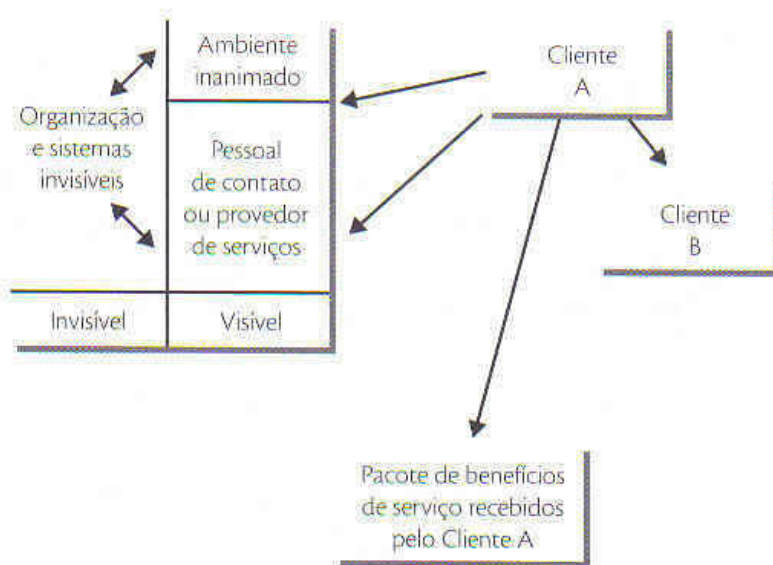 Ambiente
inanimado
Organização
e sistemas
invisíveis
Pessoal
de contato
ou provedor
de serviços
Invisível
Visível
Cliente
A
Cliente
B
Pacote de benefícios
de serviço recebidos
pelo Cliente A